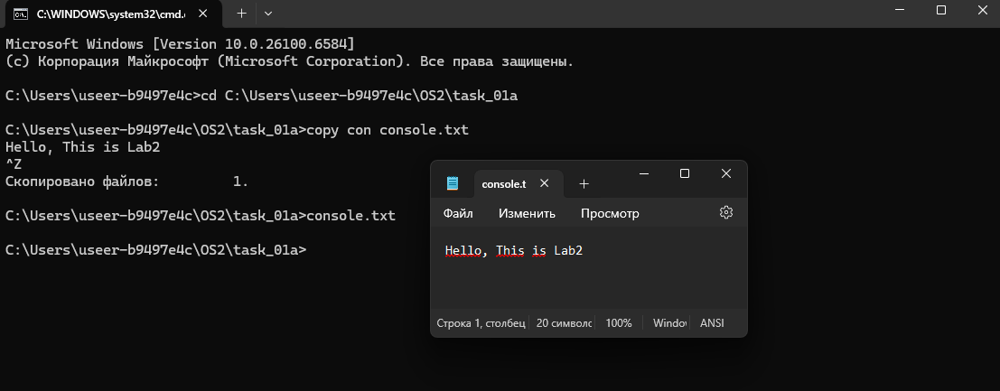 C:\WINDOWS\system32\cmd.
Microsoft Windows [Version 10.0.26100.6584]
(c) Корпорация Майкрософт (Microsoft Corporation). Все права защищены.
C:\Users\useer-b9497e4c>cd C:\Users\useer-b9497e4c\OS2\task_01a
C:\Users\useer-b9497e4c\OS2\task_01a>copy con console.txt
Hello, This is Lab2
^Z
Скопировано файлов:         1.
C:\Users\useer-b9497e4c\OS2\task_01a>console.txt
C:\Users\useer-b9497e4c\OS2\task_01a>
console.t
Файл Изменить Просмотр
Hello, This is Lab2
Строка 1, столбец 20 символо 100% Window ANSI